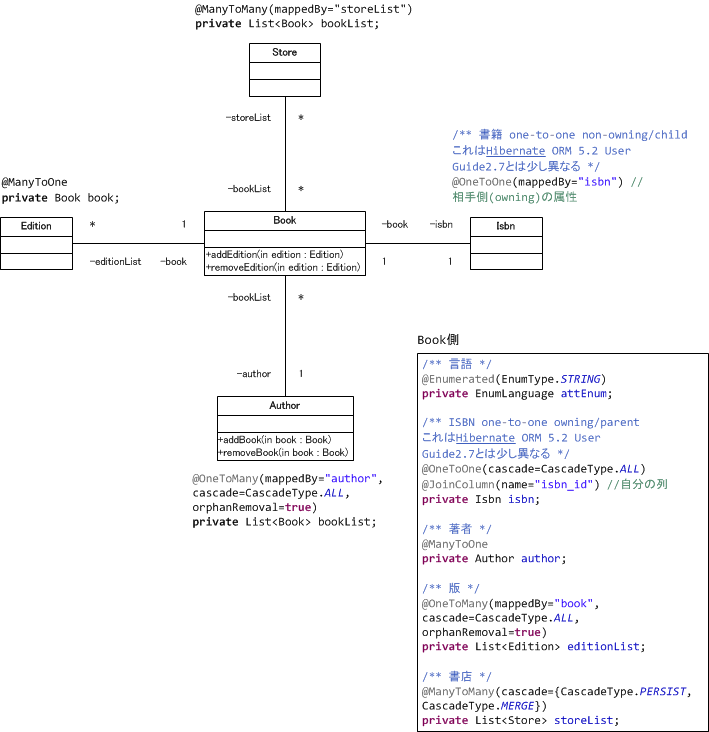 @ManyToMany(mappedBy="storeList")
private List<Book> bookList;
Store
-storeList *
/** 書籍 one-to-one non-owning/child
これはHibernate ORM 5.2 User
Guide2.7とは少し異なる */
@OneToOne(mappedBy="isbn") //
相手側(owning)の属性
@ManyToOne
private Book book;
-bookList *
Edition
* 1
Book
-book -isbn
Isbn
+addEdition(in edition : Edition)
+removeEdition(in edition : Edition)
-editionList -book
1 1
-bookList *
-author 1
Author
+addBook(in book : Book)
+removeBook(in book : Book)
@OneToMany(mappedBy="author",
cascade=CascadeType.ALL,
orphanRemoval=true)
private List<Book> bookList;
Book側
/** 言語 */
@Enumerated(EnumType.STRING)
private EnumLanguage attEnum;
/** ISBN one-to-one owning/parent
これはHibernate ORM 5.2 User
Guide2.7とは少し異なる */
@OneToOne(cascade=CascadeType.ALL)
@JoinColumn(name="isbn_id") //自分の列
private Isbn isbn;
/** 著者 */
@ManyToOne
private Author author;
/** 版 */
@OneToMany(mappedBy="book",
cascade=CascadeType.ALL,
orphanRemoval=true)
private List<Edition> editionList;
/** 書店 */
@ManyToMany(cascade={CascadeType.PERSIST,
CascadeType.MERGE})
private List<Store> storeList;